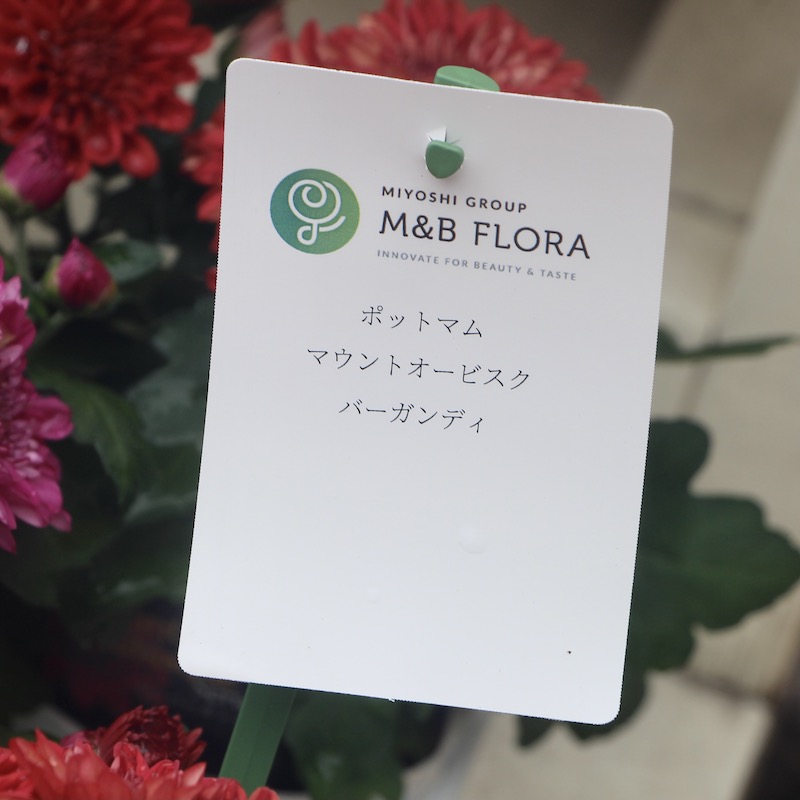 MIYOSHI GROUP
M&B FLORA
INNOVATE FOR BEAUTY & TASTE
ポットマム
マウントオービスク
バーガンディ